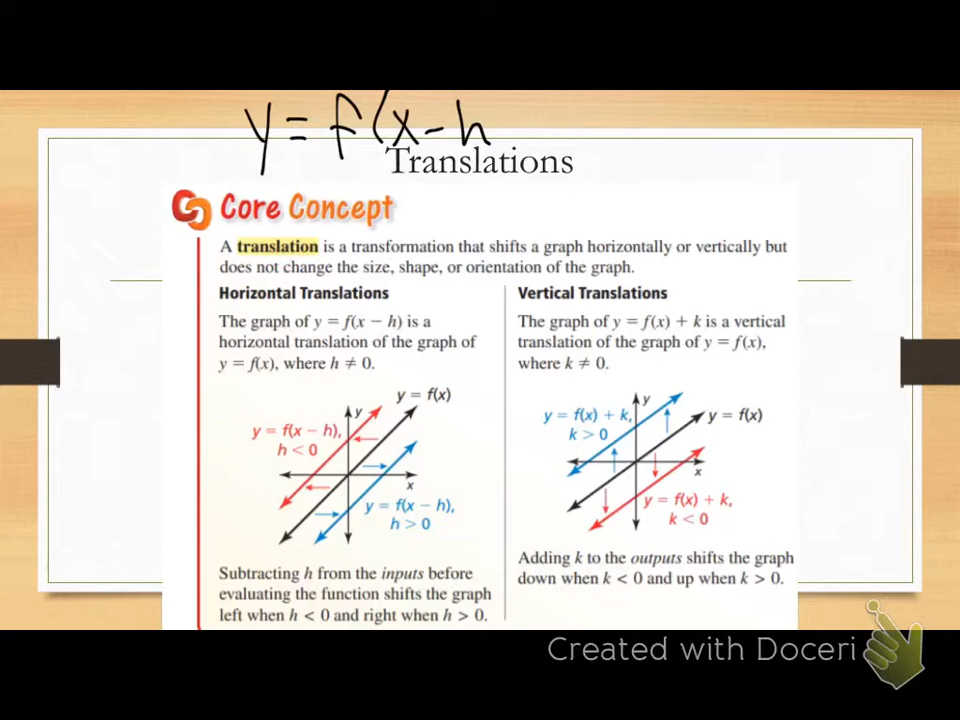 y = f(x - h
Translations
Core Concept
A translation is a transformation that shifts a graph horizontally or vertically but
does not change the size, shape, or orientation of the graph.
Horizontal Translations
The graph of y = f(x − h) is a
horizontal translation of the graph of
y = f(x), where h ≠ 0.
y = f(x)
y
y = f(x − h),
h < 0
x
y = f(x − h),
h > 0
Subtracting h from the inputs before
evaluating the function shifts the graph
left when h < 0 and right when h > 0.
Vertical Translations
The graph of y = f(x) + k is a vertical
translation of the graph of y = f(x),
where k ≠ 0.
y
y = f(x) + k,
k > 0
y = f(x)
x
y = f(x) + k,
k < 0
Adding k to the outputs shifts the graph
down when k < 0 and up when k > 0.
Created with Doceri